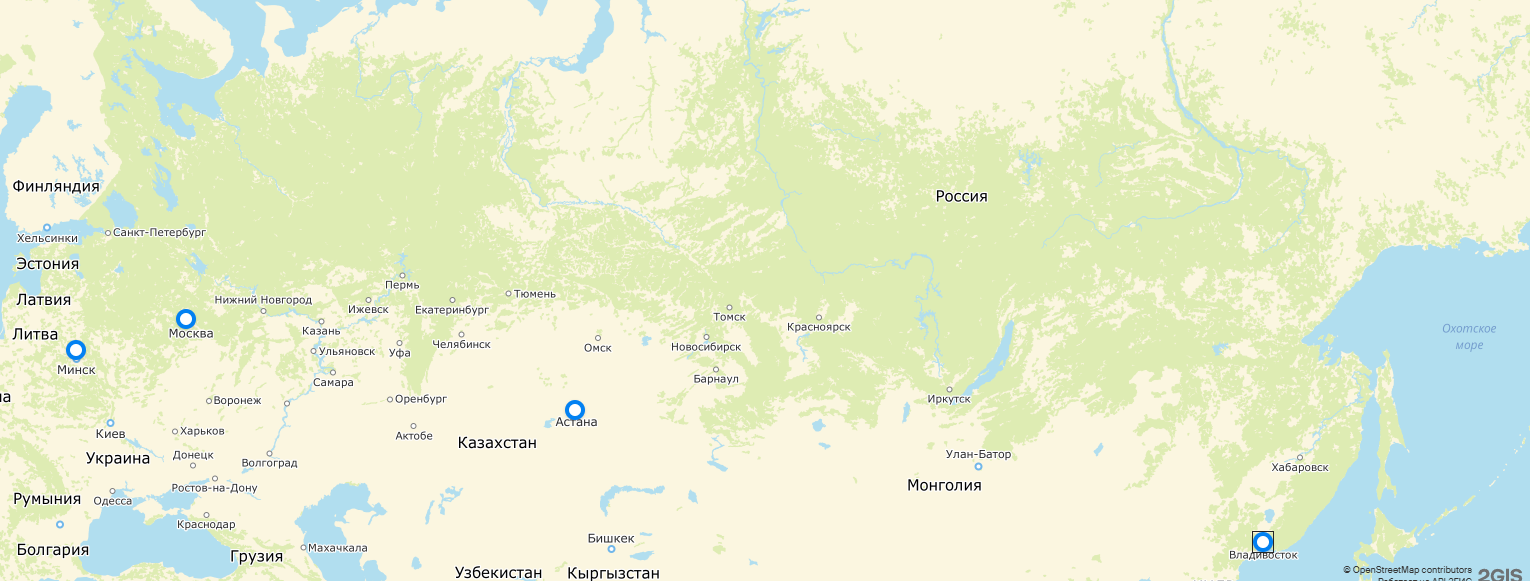 Финляндия
Россия
Санкт-Петербург
Хельсинки
Эстония
Пермь
Тюмень
Латвия
Нижний Новгород
Ижевск
Екатеринбург
Томск
Красноярск
Охотское
море
Литва
Москва
Казань
Челябинск
Омск
Новосибирск
Ульяновск
Уфа
Минск
Самара
Барнаул
Воронеж
Оренбург
Иркутск
Киев
Харьков
Актобе
Астана
Казахстан
Украина
Донецк
Волгоград
Улан-Батор
Хабаровск
Монголия
Румыния
Одесса
Ростов-на-Дону
Краснодар
Болгария
Грузия
Махачкала
Бишкек
Владивосток
Узбекистан
Кыргызстан
© OpenStreetMap contributors
2GIS